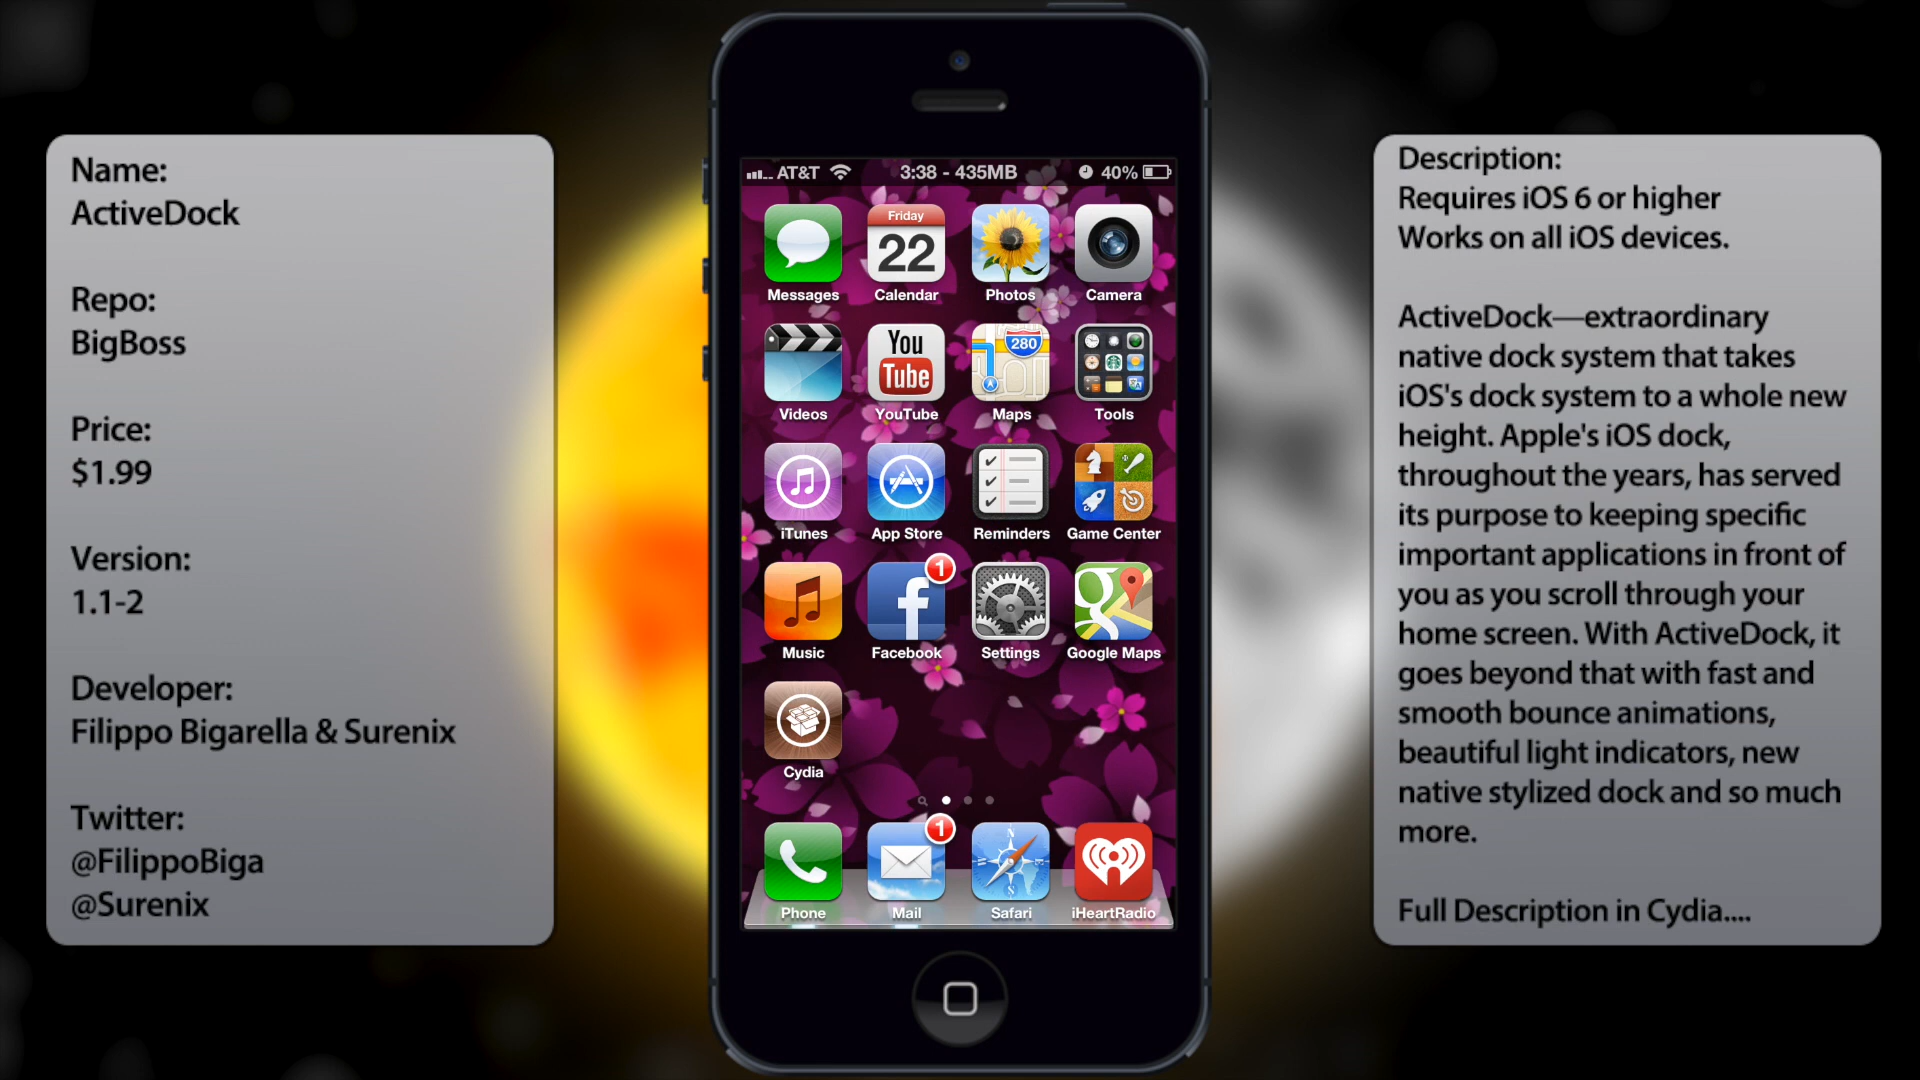 Name:
ActiveDock
Repo:
BigBoss
Price:
$1.99
Version:
1.1-2
Developer:
Filippo Bigarella & Surenix
Twitter:
@FilippoBiga
@Surenix
AT&T 3:38 - 435MB 40%
Friday
22
Messages Calendar Photos Camera
You
Tube
280
Videos YouTube Maps Tools
iTunes App Store Reminders Game Center
1
f
g
Music Facebook Settings Google Maps
Cydia
1
N
S
Phone Mail Safari iHeartRadio
Description:
Requires iOS 6 or higher
Works on all iOS devices.
ActiveDock—extraordinary
native dock system that takes
iOS's dock system to a whole new
height. Apple's iOS dock,
throughout the years, has served
its purpose to keeping specific
important applications in front of
you as you scroll through your
home screen. With ActiveDock, it
goes beyond that with fast and
smooth bounce animations,
beautiful light indicators, new
native stylized dock and so much
more.
Full Description in Cydia....